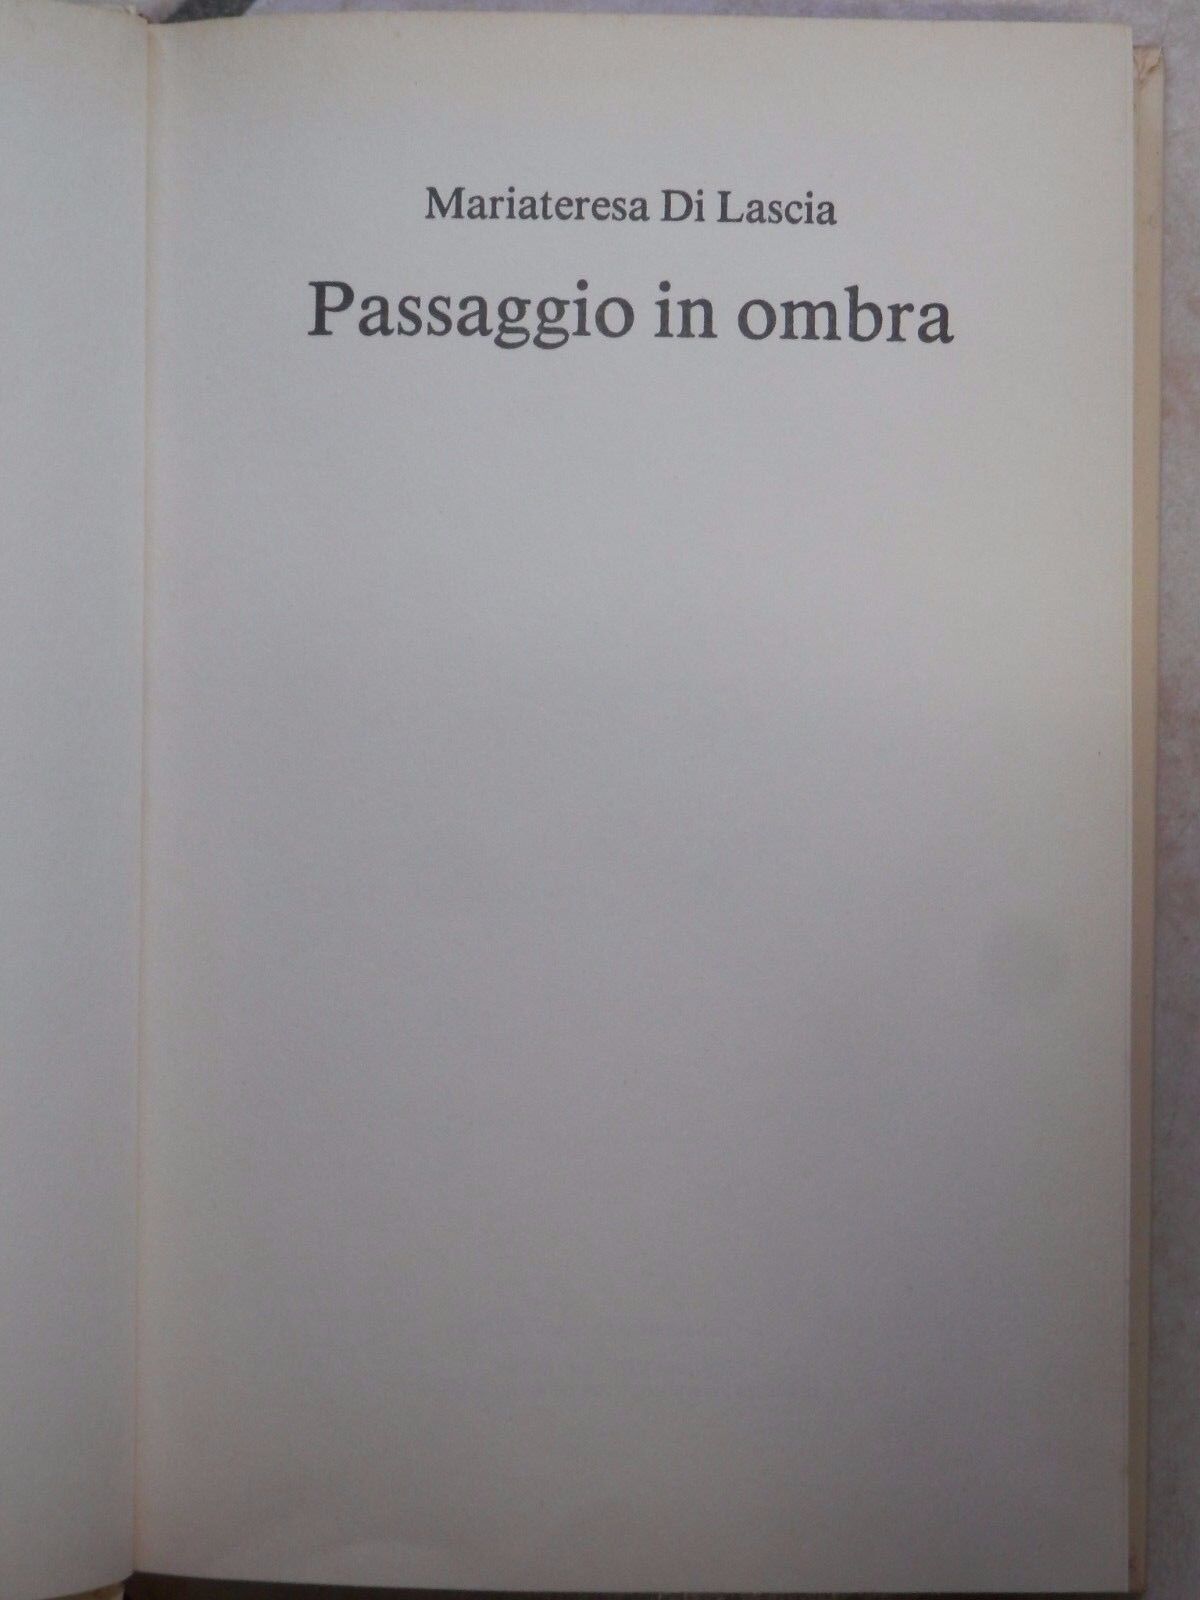 Mariateresa Di Lascia
Passaggio in ombra